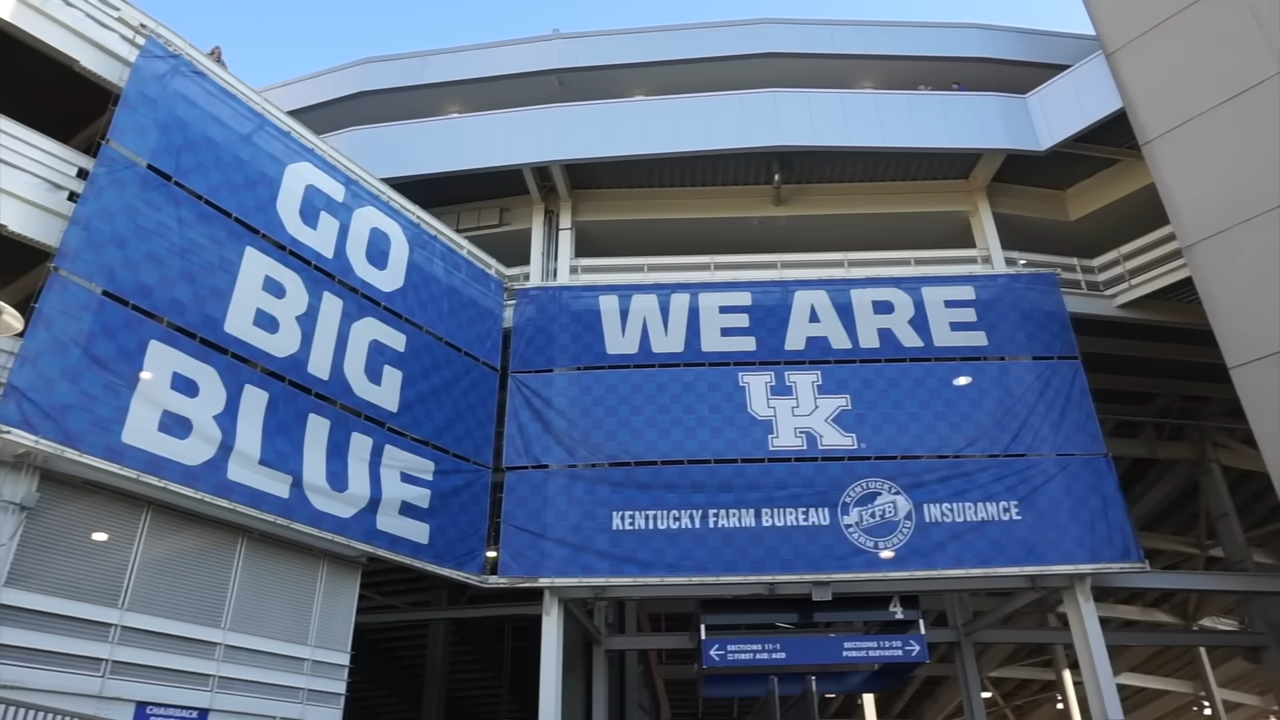 GO
BIG
BLUE
WE ARE
UK
KENTUCKY FARM BUREAU
KENTUCKY
KFB
FARM BUREAU
INSURANCE
4
SECTIONS 11-1
FIRST AID/AED
SECTIONS 12-20
PUBLIC ELEVATOR
CHAIRBACK